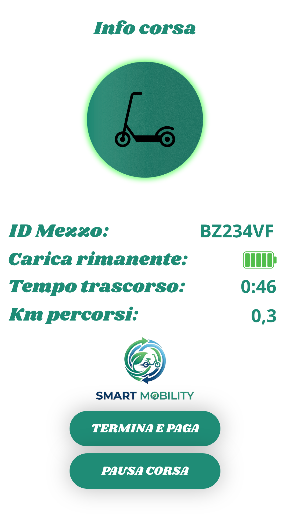 Info corsa
ID Mezzo: BZ234VF
Carica rimanente:
Tempo trascorso: 0:46
Km percorsi: 0,3
SMART MOBILITY
TERMINA E PAGA
PAUSA CORSA